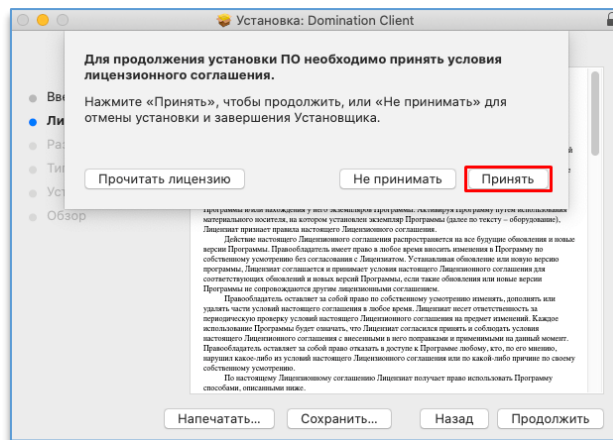 Установка: Domination Client
Для продолжения установки ПО необходимо принять условия
лицензионного соглашения.
Нажмите «Принять», чтобы продолжить, или «Не принимать» для
отмены установки и завершения Установщика.
Прочитать лицензию
Не принимать
Принять
Вве
Ли
Ра
Ти
Уст
Обзор
Программы и/или нахождения у него экземпляров Программы. Активируя Программу путем использования
материального носителя, на котором установлен экземпляр Программы (далее по тексту – оборудование),
Лицензиат признает правила настоящего Лицензионного соглашения.
Действие настоящего Лицензионного соглашения распространяется на все будущие обновления и новые
версии Программы. Правообладатель имеет право в любое время вносить изменения в Программу по
собственному усмотрению без согласования с Лицензиатом. Устанавливая обновление или новую версию
программы, Лицензиат соглашается и принимает условия настоящего Лицензионного соглашения для
соответствующих обновлений и новых версий Программы, если такие обновления или новые версии
Программы не сопровождаются другим лицензионным соглашением.
Правообладатель оставляет за собой право по собственному усмотрению изменять, дополнять или
удалять части условий настоящего соглашения в любое время. Лицензиат несет ответственность за
периодическую проверку условий настоящего Лицензионного соглашения на предмет изменений. Каждое
использование Программы будет означать, что Лицензиат согласился принять и соблюдать условия
настоящего Лицензионного соглашения с внесенными в него поправками и применимыми на данный момент.
Правообладатель оставляет за собой право отказать в доступе к Программе любому, кто, по его мнению,
нарушил какое-либо из условий настоящего Лицензионного соглашения или по какой-либо причине по своему
собственному усмотрению.
По настоящему Лицензионному соглашению Лицензиат получает право использовать Программу
способами, описанными ниже.
Напечатать...
Сохранить...
Назад
Продолжить